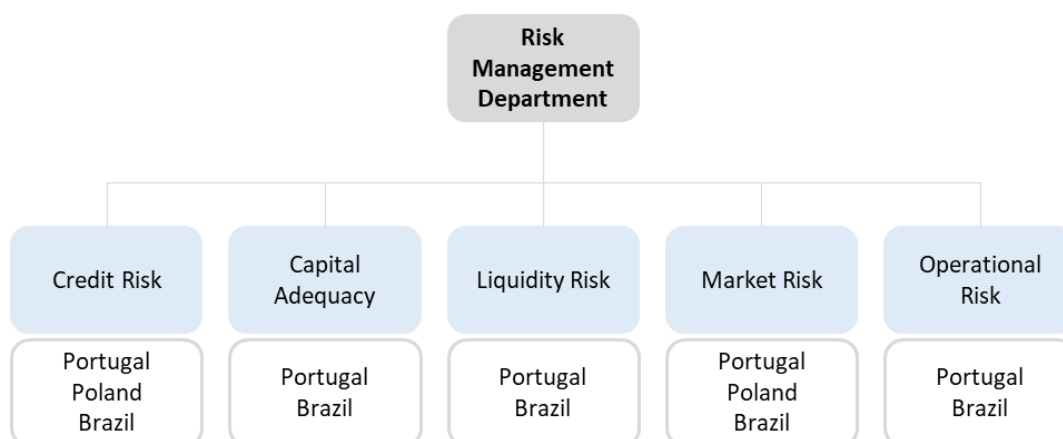 Risk
Management
Department
Credit Risk
Capital
Adequacy
Liquidity Risk
Market Risk
Operational
Risk
Portugal
Poland
Brazil
Portugal
Brazil
Portugal
Brazil
Portugal
Poland
Brazil
Portugal
Brazil